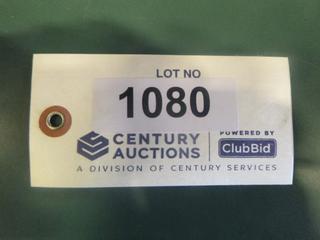 LOT NO
1080
CENTURY
AUCTIONS
POWERED BY
ClubBid
A DIVISION OF CENTURY SERVICES